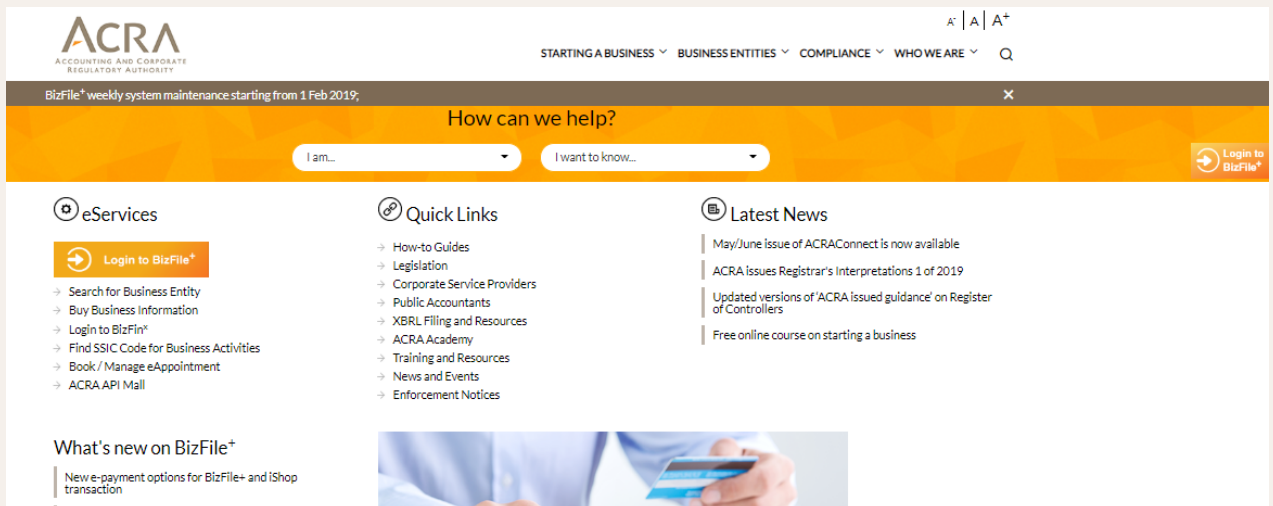 A- A A+
ACRA
ACCOUNTING AND CORPORATE
REGULATORY AUTHORITY
STARTING A BUSINESS BUSINESS ENTITIES COMPLIANCE WHO WE ARE
BizFile+ weekly system maintenance starting from 1 Feb 2019;
How can we help?
I am...
I want to know...
Login to
BizFile+
eServices
Login to BizFile+
Search for Business Entity
Buy Business Information
Login to BizFinx
Find SSIC Code for Business Activities
Book / Manage eAppointment
ACRA API Mall
Quick Links
How-to Guides
Legislation
Corporate Service Providers
Public Accountants
XBRL Filing and Resources
ACRA Academy
Training and Resources
News and Events
Enforcement Notices
Latest News
May/June issue of ACRAConnect is now available
ACRA issues Registrar's Interpretations 1 of 2019
Updated versions of 'ACRA issued guidance' on Register
of Controllers
Free online course on starting a business
What's new on BizFile+
New e-payment options for BizFile+ and iShop
transaction